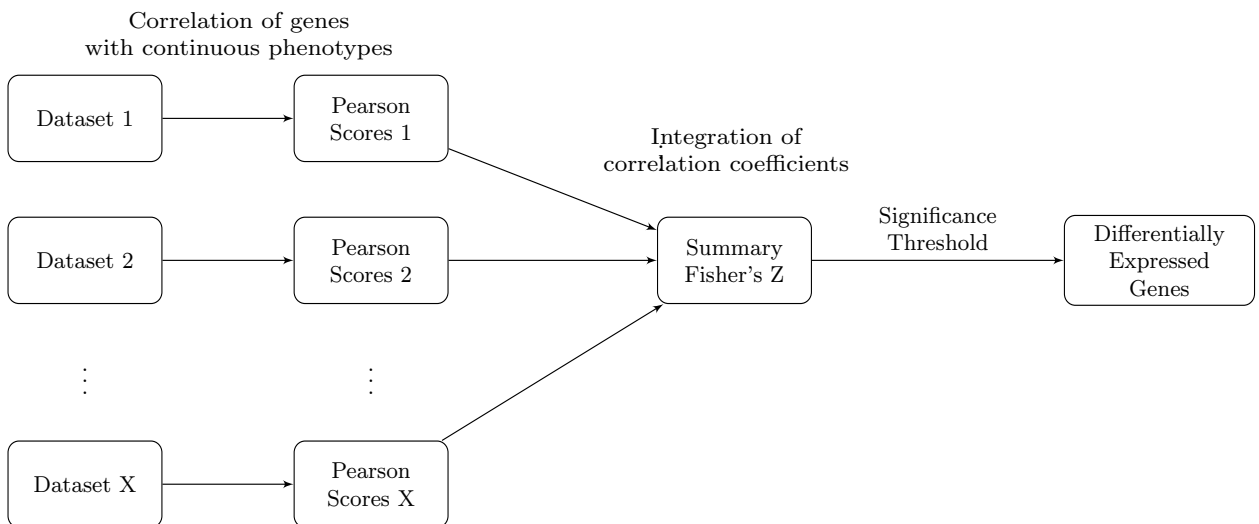 Correlation of genes
with continuous phenotypes
Dataset 1
Pearson
Scores 1
Integration of
correlation coefficients
Dataset 2
Pearson
Scores 2
Summary
Fisher's Z
Significance
Threshold
Differentially
Expressed
Genes
⋮
⋮
Dataset X
Pearson
Scores X